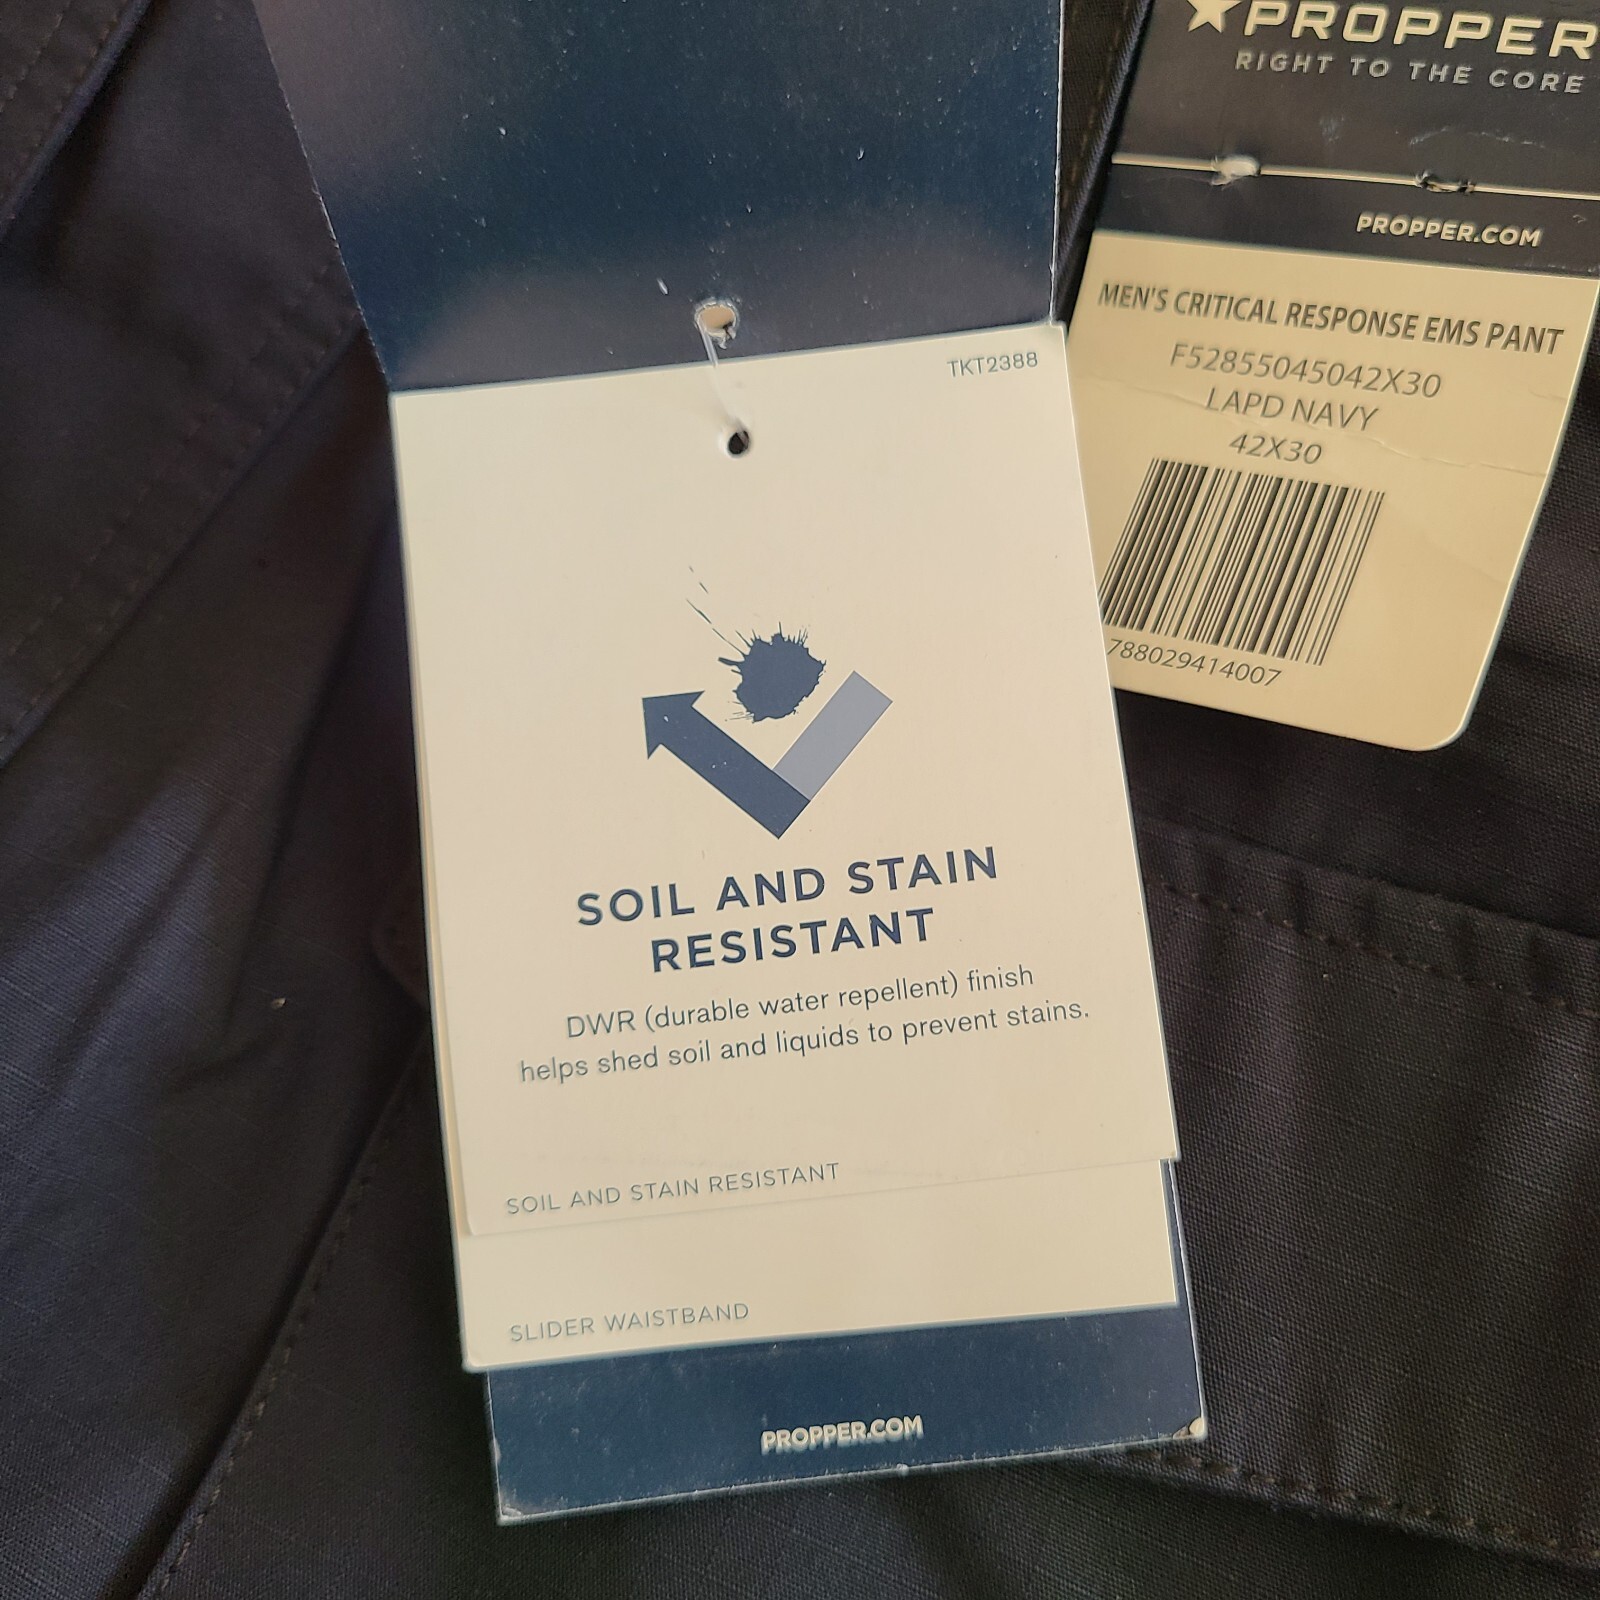 PROPPER
RIGHT TO THE CORE
PROPPER.COM
MEN'S CRITICAL RESPONSE EMS PANT
F52855045042X30
LAPD NAVY
42X30
788029414007
TKT2388
SOIL AND STAIN
RESISTANT
DWR (durable water repellent) finish
helps shed soil and liquids to prevent stains.
SOIL AND STAIN RESISTANT
SLIDER WAISTBAND
PROPPER.COM